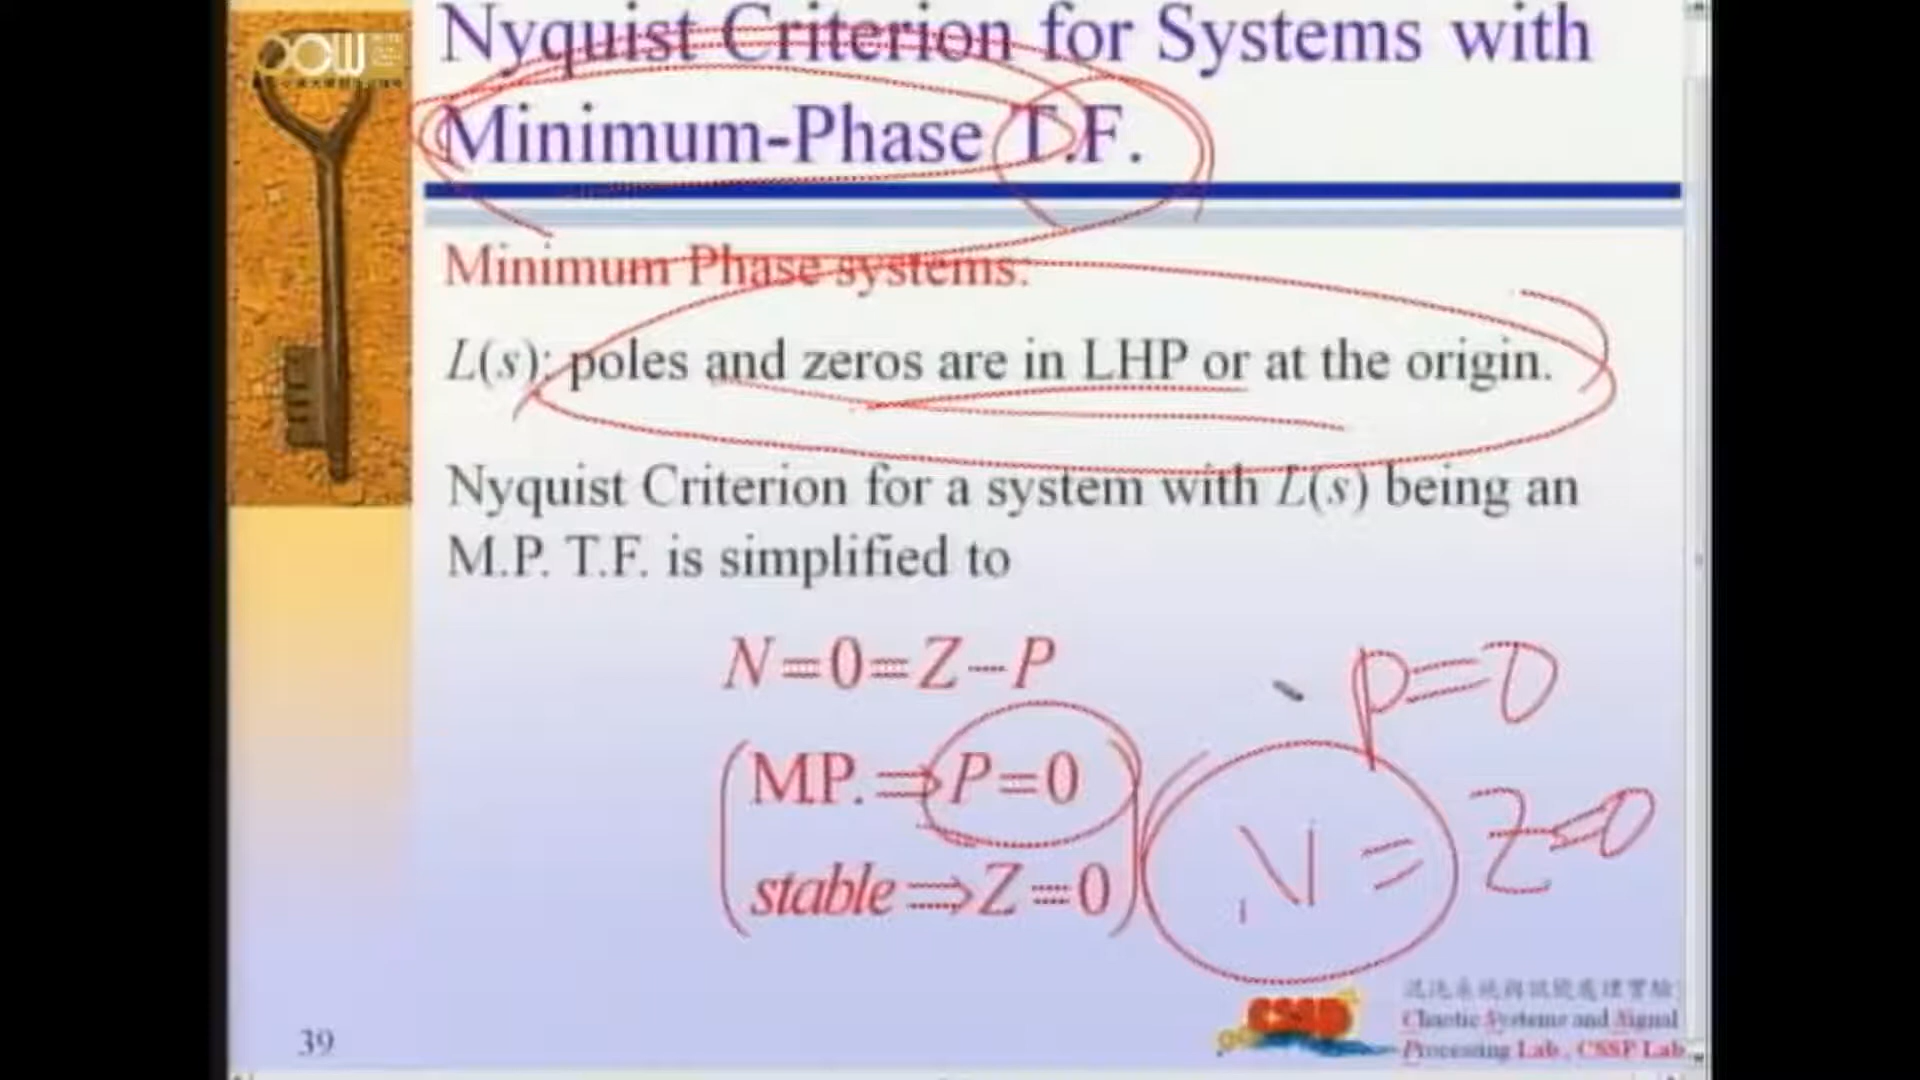 OCW
Nyquist Criterion for Systems with
Minimum-Phase T.F.
Minimum Phase systems:
L(s): poles and zeros are in LHP or at the origin.
Nyquist Criterion for a system with L(s) being an
M.P. T.F. is simplified to
N=0=Z-P
P=0
MP.⇒P=0
N = Z=0
stable⇒Z=0
CSSP
Chaotic Systems and Signal
Processing Lab., CSSP Lab
39